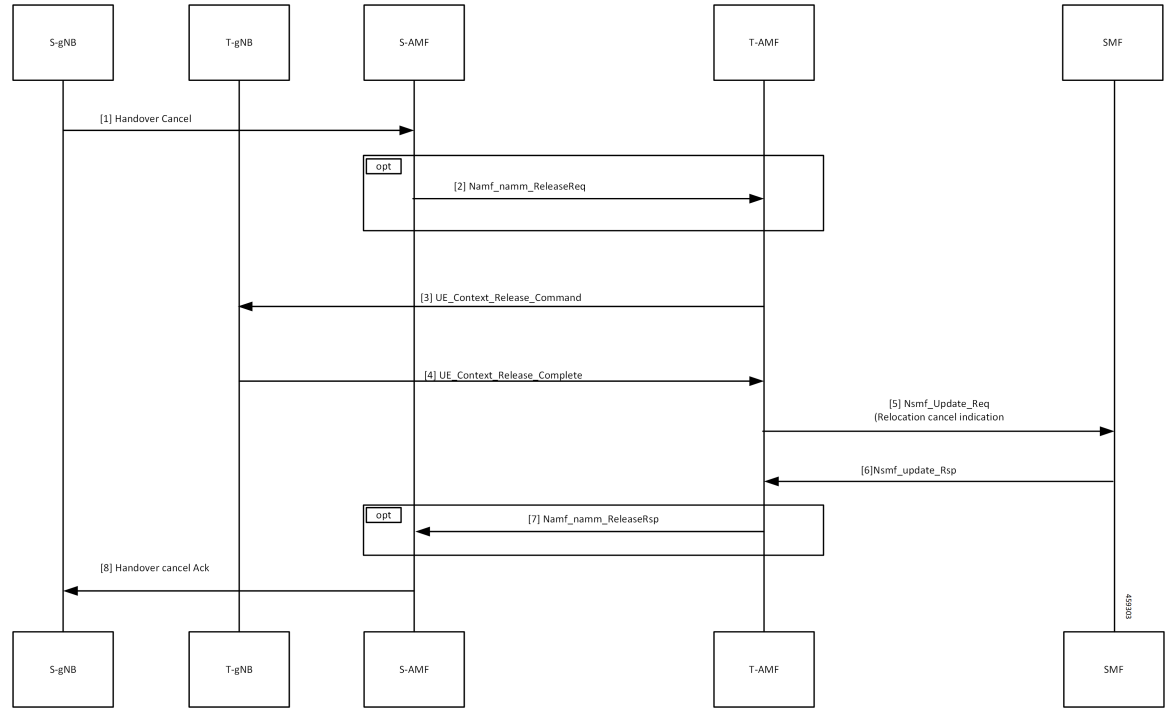 S-gNB
T-gNB
S-AMF
T-AMF
SMF
[1] Handover Cancel
opt
[2] Namf_namm_ReleaseReq
[3] UE_Context_Release_Command
[4] UE_Context_Release_Complete
[5] Nsmf_Update_Req
(Relocation cancel indication
[6]Nsmf_update_Rsp
opt
[7] Namf_namm_ReleaseRsp
[8] Handover cancel Ack
459303
S-gNB
T-gNB
S-AMF
T-AMF
SMF